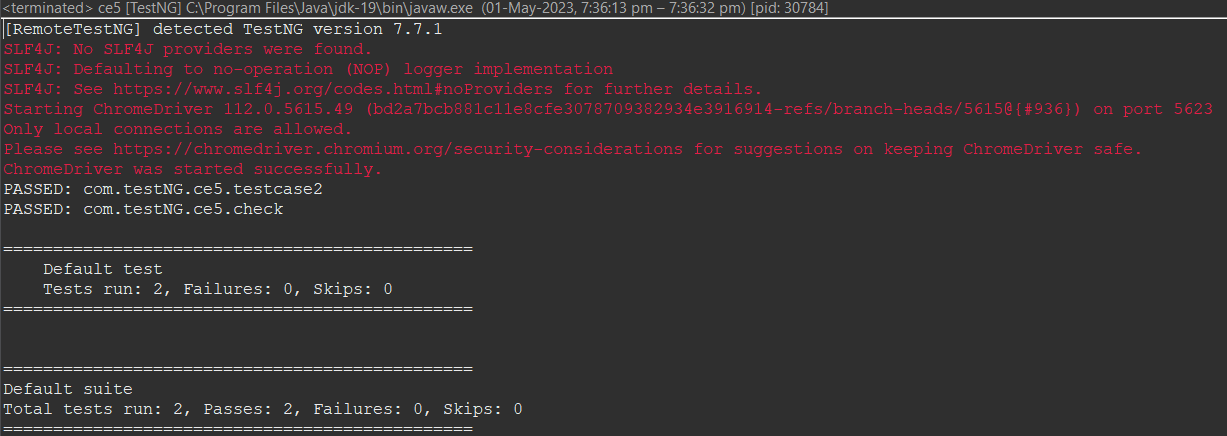 <terminated> ce5 [TestNG] C:\Program Files\Java\jdk-19\bin\javaw.exe (01-May-2023, 7:36:13 pm – 7:36:32 pm) [pid: 30784]
[RemoteTestNG] detected TestNG version 7.7.1
SLF4J: No SLF4J providers were found.
SLF4J: Defaulting to no-operation (NOP) logger implementation
SLF4J: See https://www.slf4j.org/codes.html#noProviders for further details.
Starting ChromeDriver 112.0.5615.49 (bd2a7bcb881c11e8cfe3078709382934e3916914-refs/branch-heads/5615@{#936}) on port 5623
Only local connections are allowed.
Please see https://chromedriver.chromium.org/security-considerations for suggestions on keeping ChromeDriver safe.
ChromeDriver was started successfully.
PASSED: com.testNG.ce5.testcase2
PASSED: com.testNG.ce5.check
===============================================
    Default test
    Tests run: 2, Failures: 0, Skips: 0
===============================================
===============================================
Default suite
Total tests run: 2, Passes: 2, Failures: 0, Skips: 0
===============================================